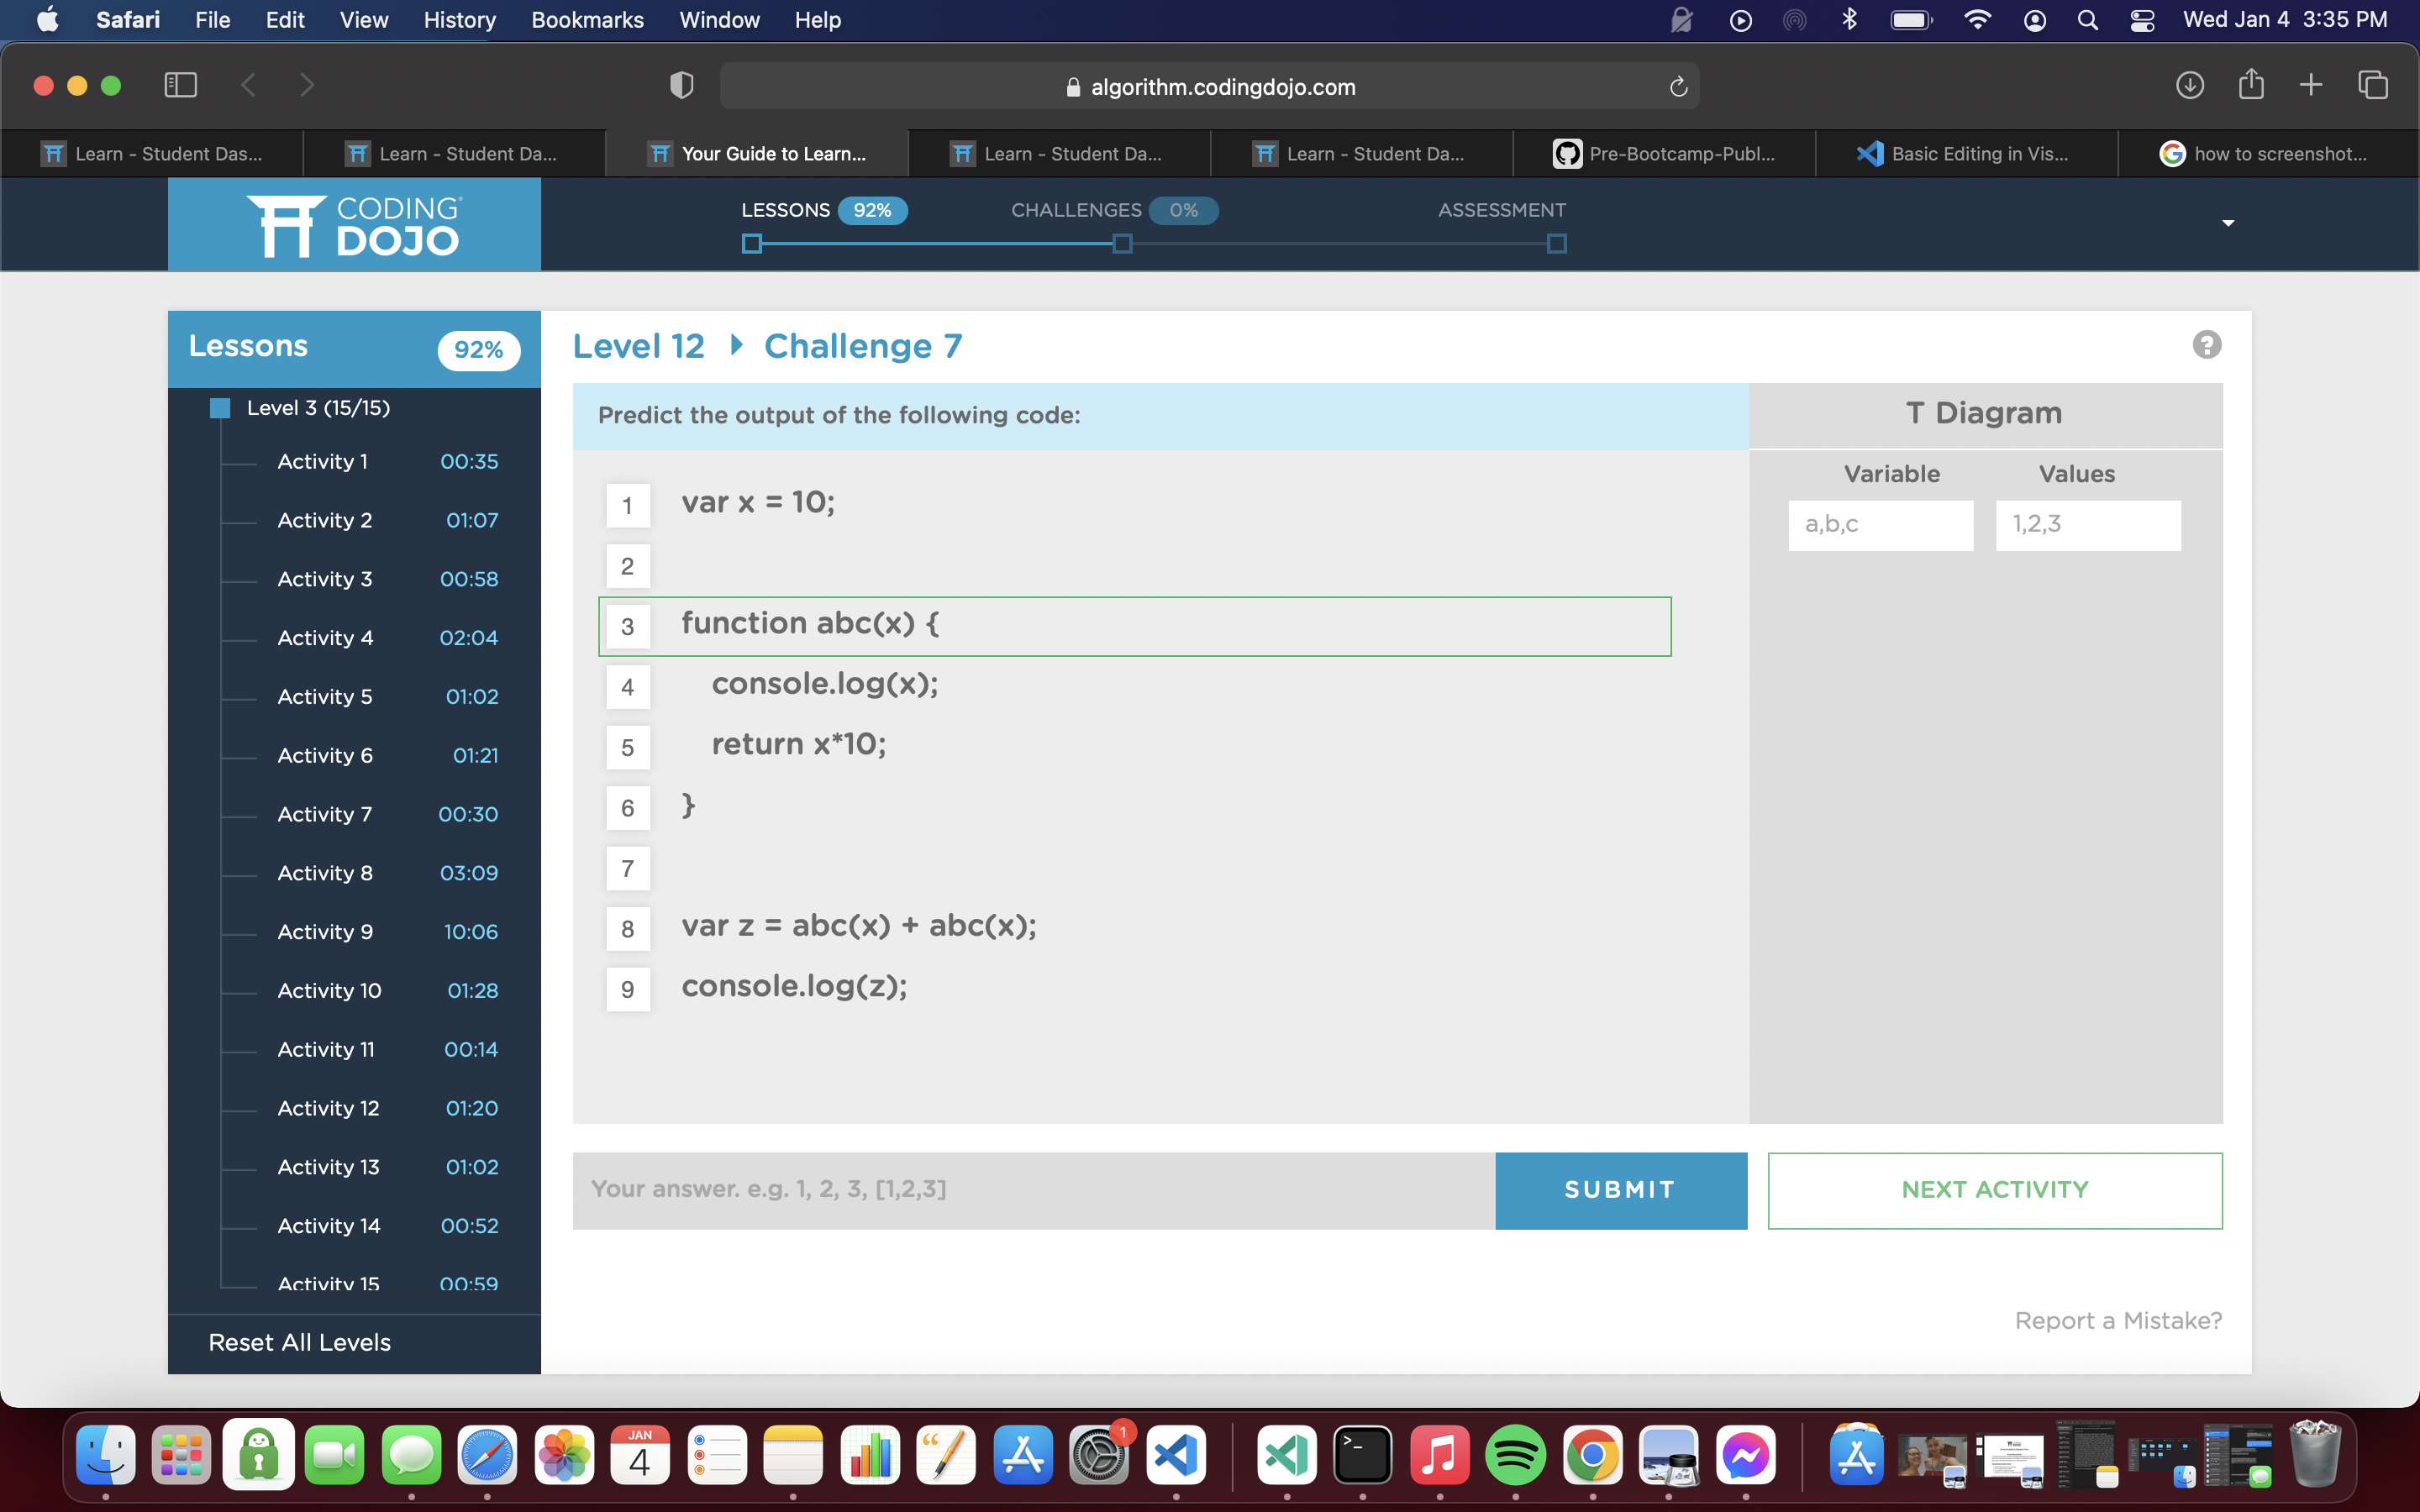 Safari File Edit View History Bookmarks Window Help Wed Jan 4 3:35 PM
algorithm.codingdojo.com
Learn - Student Das... Learn - Student Da... Your Guide to Learn... Learn - Student Da... Learn - Student Da... Pre-Bootcamp-Publ... Basic Editing in Vis... how to screenshot...
CODING DOJO
LESSONS 92% CHALLENGES 0% ASSESSMENT
Lessons 92%
Level 3 (15/15)
Activity 1 00:35
Activity 2 01:07
Activity 3 00:58
Activity 4 02:04
Activity 5 01:02
Activity 6 01:21
Activity 7 00:30
Activity 8 03:09
Activity 9 10:06
Activity 10 01:28
Activity 11 00:14
Activity 12 01:20
Activity 13 01:02
Activity 14 00:52
Activity 15 00:59
Reset All Levels
Level 12 Challenge 7
?
Predict the output of the following code:
1 var x = 10;
2
3 function abc(x) {
4 console.log(x);
5 return x*10;
6 }
7
8 var z = abc(x) + abc(x);
9 console.log(z);
T Diagram
Variable Values
a,b,c 1,2,3
Your answer. e.g. 1, 2, 3, [1,2,3]
SUBMIT
NEXT ACTIVITY
Report a Mistake?
JAN
4
1
>_